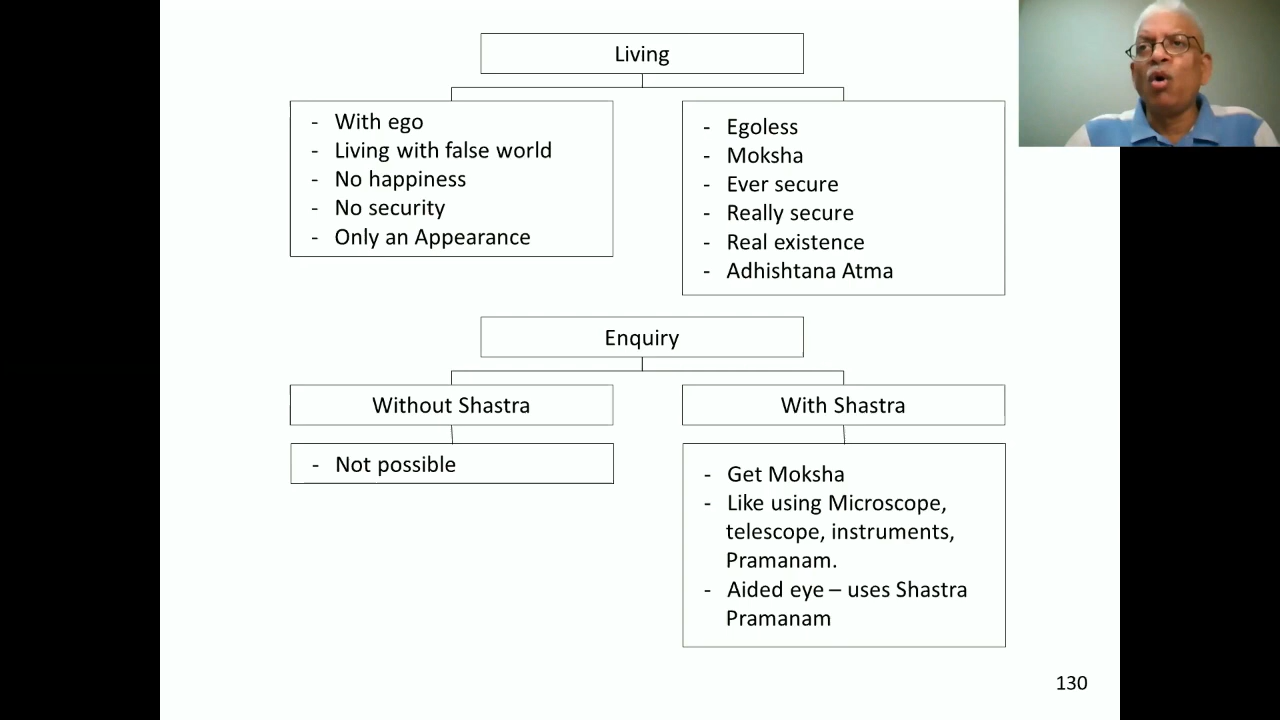 Living
- With ego
- Living with false world
- No happiness
- No security
- Only an Appearance
- Egoless
- Moksha
- Ever secure
- Really secure
- Real existence
- Adhishtana Atma
Enquiry
Without Shastra
- Not possible
With Shastra
- Get Moksha
- Like using Microscope,
telescope, instruments,
Pramanam.
- Aided eye – uses Shastra
Pramanam
130